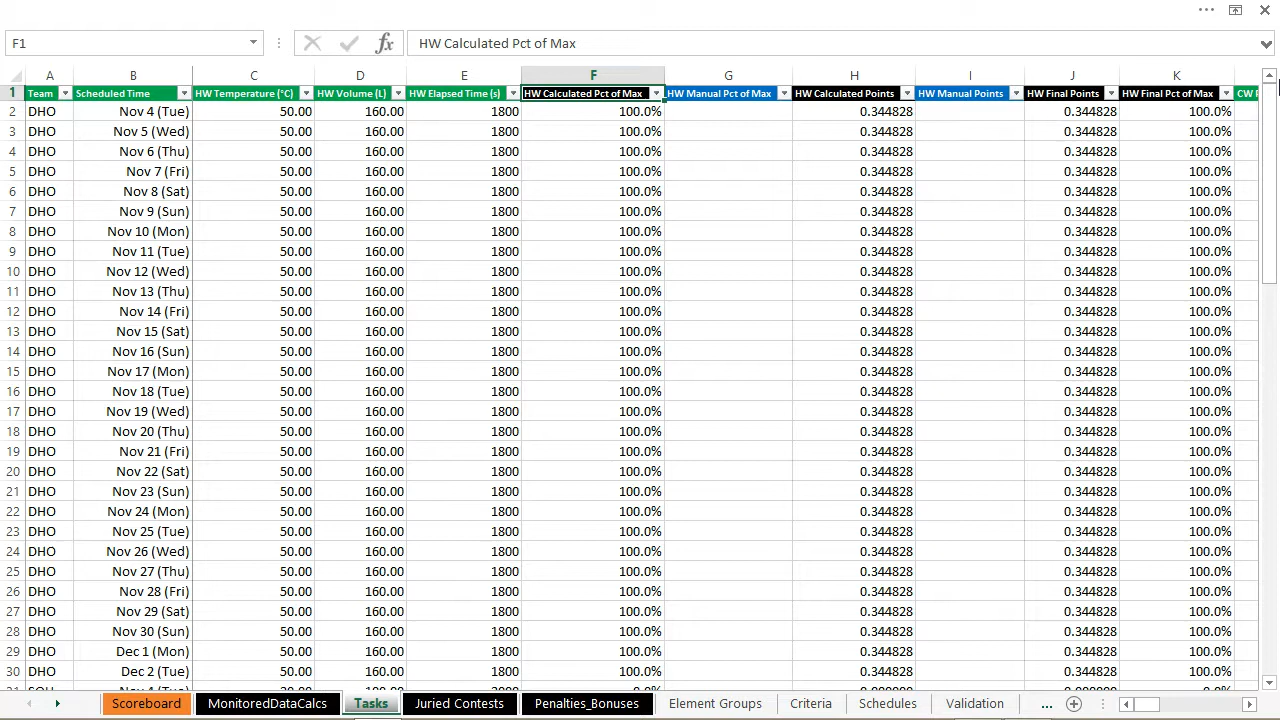 F1 fx HW Calculated Pct of Max
A B C D E F G H I J K
1 Team Scheduled Time HW Temperature (°C) HW Volume (L) HW Elapsed Time (s) HW Calculated Pct of Max HW Manual Pct of Max HW Calculated Points HW Manual Points HW Final Points HW Final Pct of Max CW
2 DHO Nov 4 (Tue) 50.00 160.00 1800 100.0% 0.344828 0.344828 100.0%
3 DHO Nov 5 (Wed) 50.00 160.00 1800 100.0% 0.344828 0.344828 100.0%
4 DHO Nov 6 (Thu) 50.00 160.00 1800 100.0% 0.344828 0.344828 100.0%
5 DHO Nov 7 (Fri) 50.00 160.00 1800 100.0% 0.344828 0.344828 100.0%
6 DHO Nov 8 (Sat) 50.00 160.00 1800 100.0% 0.344828 0.344828 100.0%
7 DHO Nov 9 (Sun) 50.00 160.00 1800 100.0% 0.344828 0.344828 100.0%
8 DHO Nov 10 (Mon) 50.00 160.00 1800 100.0% 0.344828 0.344828 100.0%
9 DHO Nov 11 (Tue) 50.00 160.00 1800 100.0% 0.344828 0.344828 100.0%
10 DHO Nov 12 (Wed) 50.00 160.00 1800 100.0% 0.344828 0.344828 100.0%
11 DHO Nov 13 (Thu) 50.00 160.00 1800 100.0% 0.344828 0.344828 100.0%
12 DHO Nov 14 (Fri) 50.00 160.00 1800 100.0% 0.344828 0.344828 100.0%
13 DHO Nov 15 (Sat) 50.00 160.00 1800 100.0% 0.344828 0.344828 100.0%
14 DHO Nov 16 (Sun) 50.00 160.00 1800 100.0% 0.344828 0.344828 100.0%
15 DHO Nov 17 (Mon) 50.00 160.00 1800 100.0% 0.344828 0.344828 100.0%
16 DHO Nov 18 (Tue) 50.00 160.00 1800 100.0% 0.344828 0.344828 100.0%
17 DHO Nov 19 (Wed) 50.00 160.00 1800 100.0% 0.344828 0.344828 100.0%
18 DHO Nov 20 (Thu) 50.00 160.00 1800 100.0% 0.344828 0.344828 100.0%
19 DHO Nov 21 (Fri) 50.00 160.00 1800 100.0% 0.344828 0.344828 100.0%
20 DHO Nov 22 (Sat) 50.00 160.00 1800 100.0% 0.344828 0.344828 100.0%
21 DHO Nov 23 (Sun) 50.00 160.00 1800 100.0% 0.344828 0.344828 100.0%
22 DHO Nov 24 (Mon) 50.00 160.00 1800 100.0% 0.344828 0.344828 100.0%
23 DHO Nov 25 (Tue) 50.00 160.00 1800 100.0% 0.344828 0.344828 100.0%
24 DHO Nov 26 (Wed) 50.00 160.00 1800 100.0% 0.344828 0.344828 100.0%
25 DHO Nov 27 (Thu) 50.00 160.00 1800 100.0% 0.344828 0.344828 100.0%
26 DHO Nov 28 (Fri) 50.00 160.00 1800 100.0% 0.344828 0.344828 100.0%
27 DHO Nov 29 (Sat) 50.00 160.00 1800 100.0% 0.344828 0.344828 100.0%
28 DHO Nov 30 (Sun) 50.00 160.00 1800 100.0% 0.344828 0.344828 100.0%
29 DHO Dec 1 (Mon) 50.00 160.00 1800 100.0% 0.344828 0.344828 100.0%
30 DHO Dec 2 (Tue) 50.00 160.00 1800 100.0% 0.344828 0.344828 100.0%
Scoreboard MonitoredDataCalcs Tasks Juried Contests Penalties_Bonuses Element Groups Criteria Schedules Validation ...